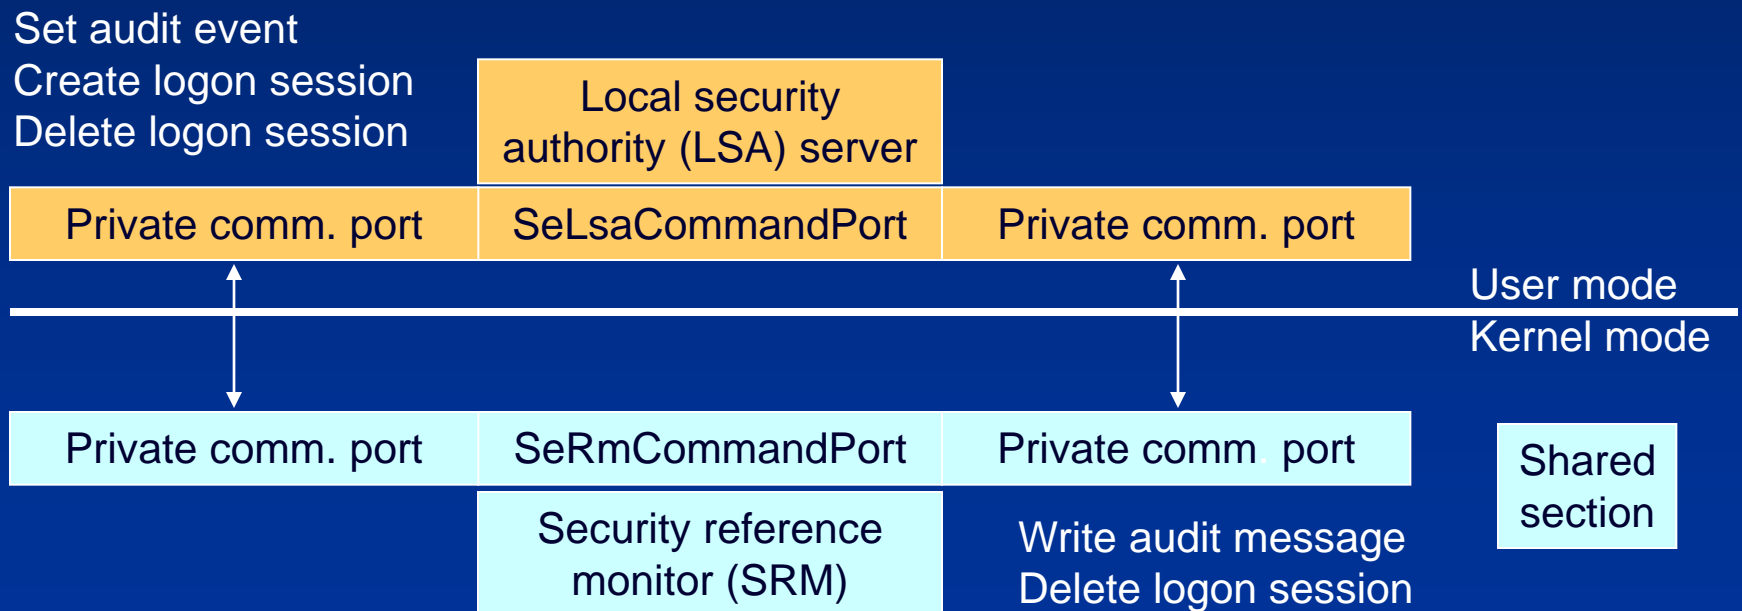 Set audit event
Create logon session
Delete logon session
Local security
authority (LSA) server
Private comm. port
SeLsaCommandPort
Private comm. port
User mode
Kernel mode
Private comm. port
SeRmCommandPort
Private comm. port
Shared
section
Security reference
monitor (SRM)
Write audit message
Delete logon session